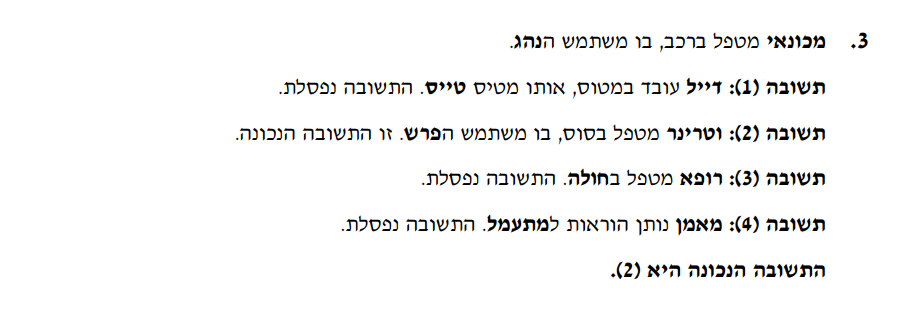 3. מכונאי מטפל ברכב, בו משתמש הנהג.
תשובה (1): דייל עובד במטוס, אותו מטיס טייס. התשובה נפסלת.
תשובה (2): וטרינר מטפל בסוס, בו משתמש הפרש. זו התשובה הנכונה.
תשובה (3): רופא מטפל בחולה. התשובה נפסלת.
תשובה (4): מאמן נותן הוראות למתעמל. התשובה נפסלת.
התשובה הנכונה היא (2).